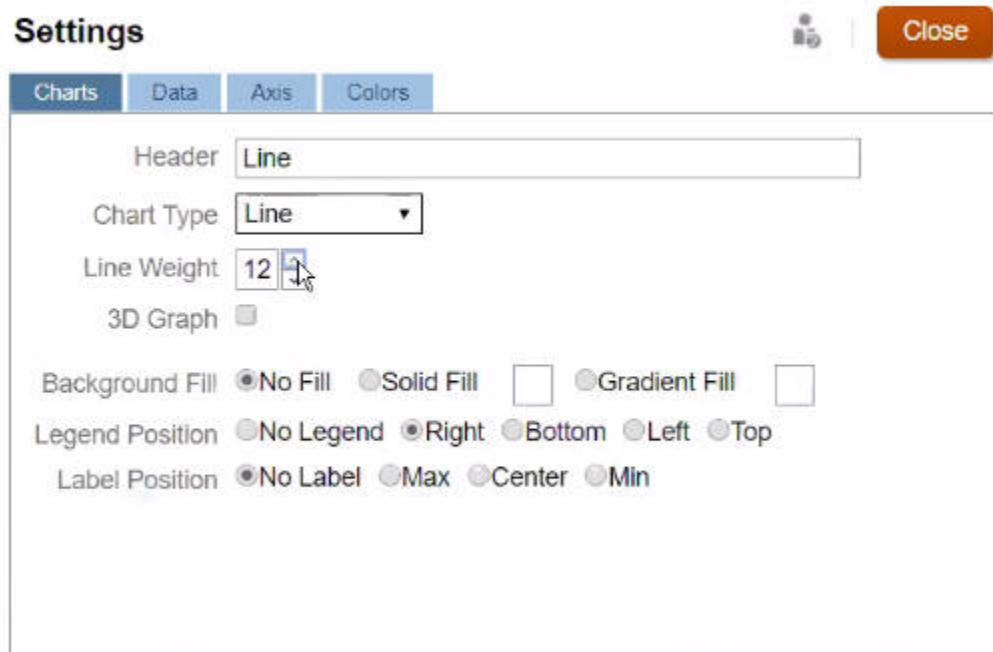 Settings
Close
Charts Data Axis Colors
Header Line
Chart Type Line
Line Weight 12
3D Graph
Background Fill No Fill Solid Fill Gradient Fill
Legend Position No Legend Right Bottom Left Top
Label Position No Label Max Center Min